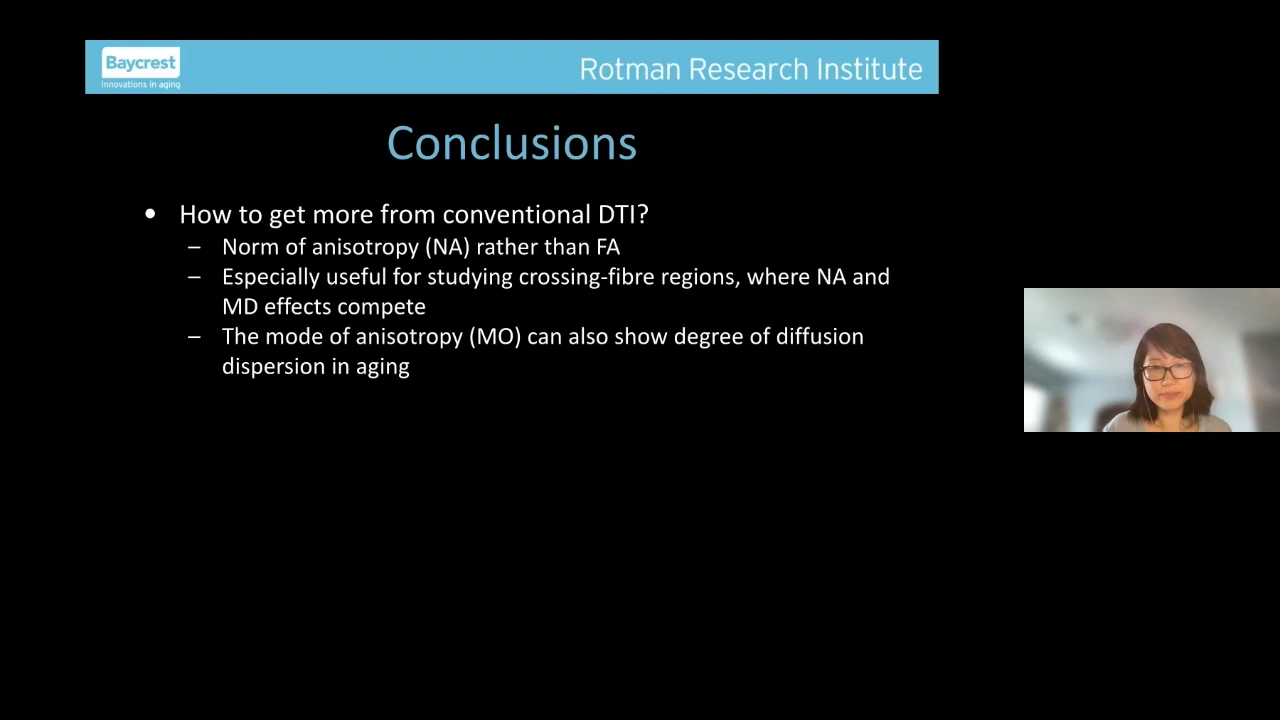 Baycrest
Innovations in aging
Rotman Research Institute
Conclusions
• How to get more from conventional DTI?
– Norm of anisotropy (NA) rather than FA
– Especially useful for studying crossing-fibre regions, where NA and
MD effects compete
– The mode of anisotropy (MO) can also show degree of diffusion
dispersion in aging